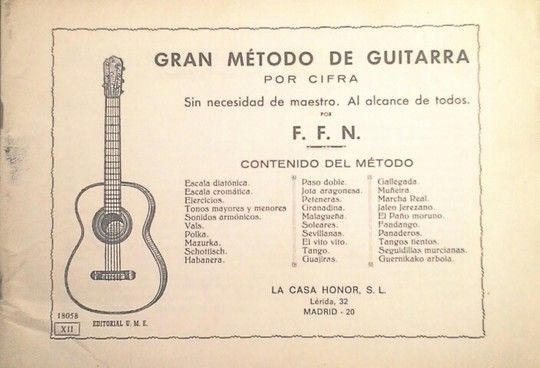 GRAN MÉTODO DE GUITARRA
POR CIFRA
Sin necesidad de maestro. Al alcance de todos.
POR
F. F. N.
CONTENIDO DEL MÉTODO
Escala diatónica.
Escala cromática.
Ejercicios.
Tonos mayores y menores
Sonidos armónicos.
Vals.
Polka.
Mazurka.
Schottisch.
Habanera.
Paso doble.
Jota aragonesa.
Peteneras.
Granadina.
Malagueña.
Soleares.
Sevillanas.
El vito vito.
Tango.
Guajiras.
Gallegada.
Muñeira.
Marcha Real.
Jaleo Jerezano.
El Paño moruno.
Fandango.
Panaderos.
Tangos tientos.
Seguidillas murcianas.
Guernikako arbola.
LA CASA HONOR, S. L.
Lérida, 32
MADRID - 20
18058
XII
EDITORIAL U. M. E.